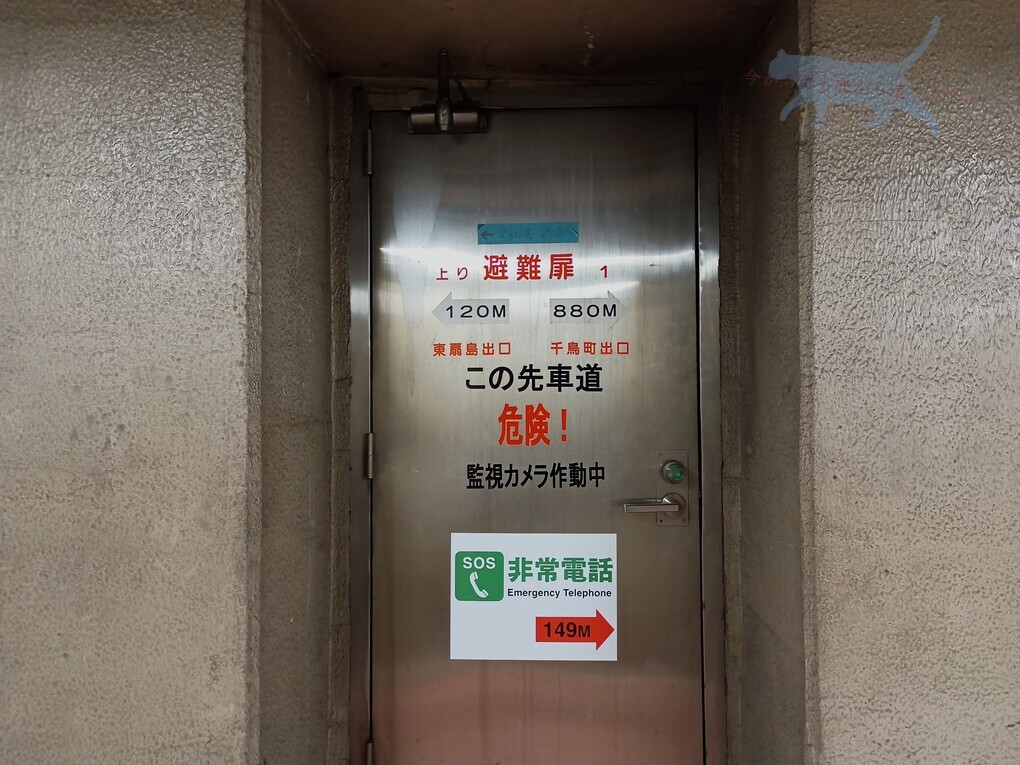 上り 避難扉 1
120M 880M
東扇島出口 千鳥町出口
この先車道
危険！
監視カメラ作動中
SOS 非常電話
Emergency Telephone
149M